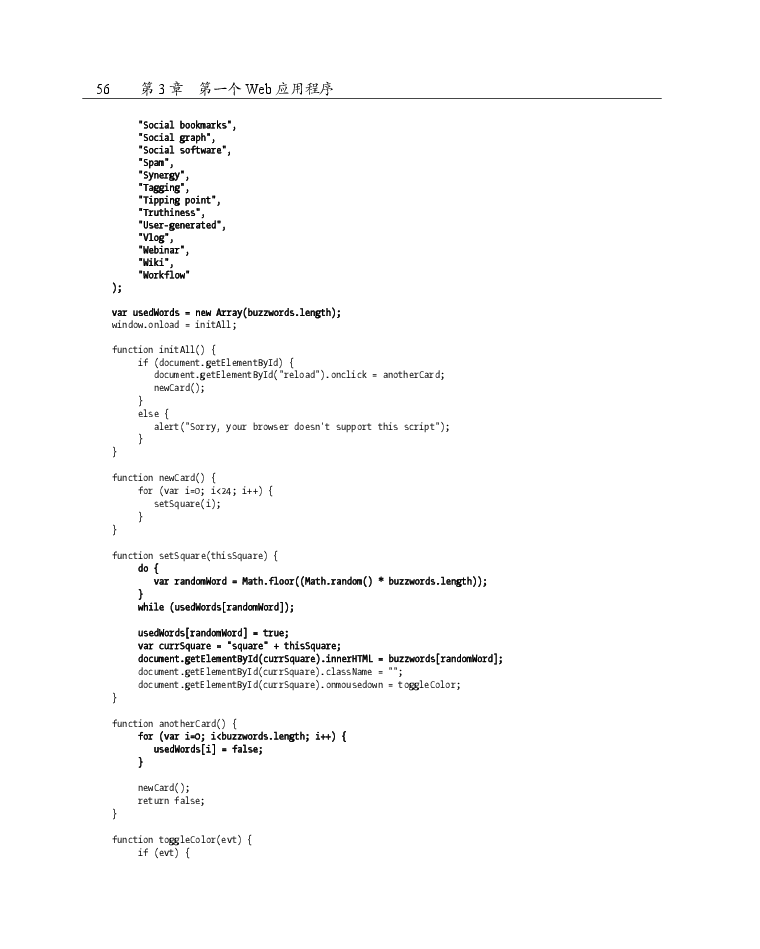 56 第 3 章 第一个 Web 应用程序
"Social bookmarks",
"Social graph",
"Social software",
"Spam",
"Synergy",
"Tagging",
"Tipping point",
"Truthiness",
"User-generated",
"Vlog",
"Webinar",
"Wiki",
"Workflow"
);
var usedWords = new Array(buzzwords.length);
window.onload = initAll;
function initAll() {
if (document.getElementById) {
document.getElementById("reload").onclick = anotherCard;
newCard();
}
else {
alert("Sorry, your browser doesn't support this script");
}
}
function newCard() {
for (var i=0; i<24; i++) {
setSquare(i);
}
}
function setSquare(thisSquare) {
do {
var randomWord = Math.floor((Math.random() * buzzwords.length));
}
while (usedWords[randomWord]);
usedWords[randomWord] = true;
var currSquare = "square" + thisSquare;
document.getElementById(currSquare).innerHTML = buzzwords[randomWord];
document.getElementById(currSquare).className = "";
document.getElementById(currSquare).onmousedown = toggleColor;
}
function anotherCard() {
for (var i=0; i<buzzwords.length; i++) {
usedWords[i] = false;
}
newCard();
return false;
}
function toggleColor(evt) {
if (evt) {